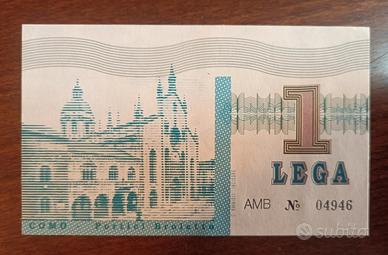 1
LEGA
AMB № 04946
COMO Portici Broletto
subito